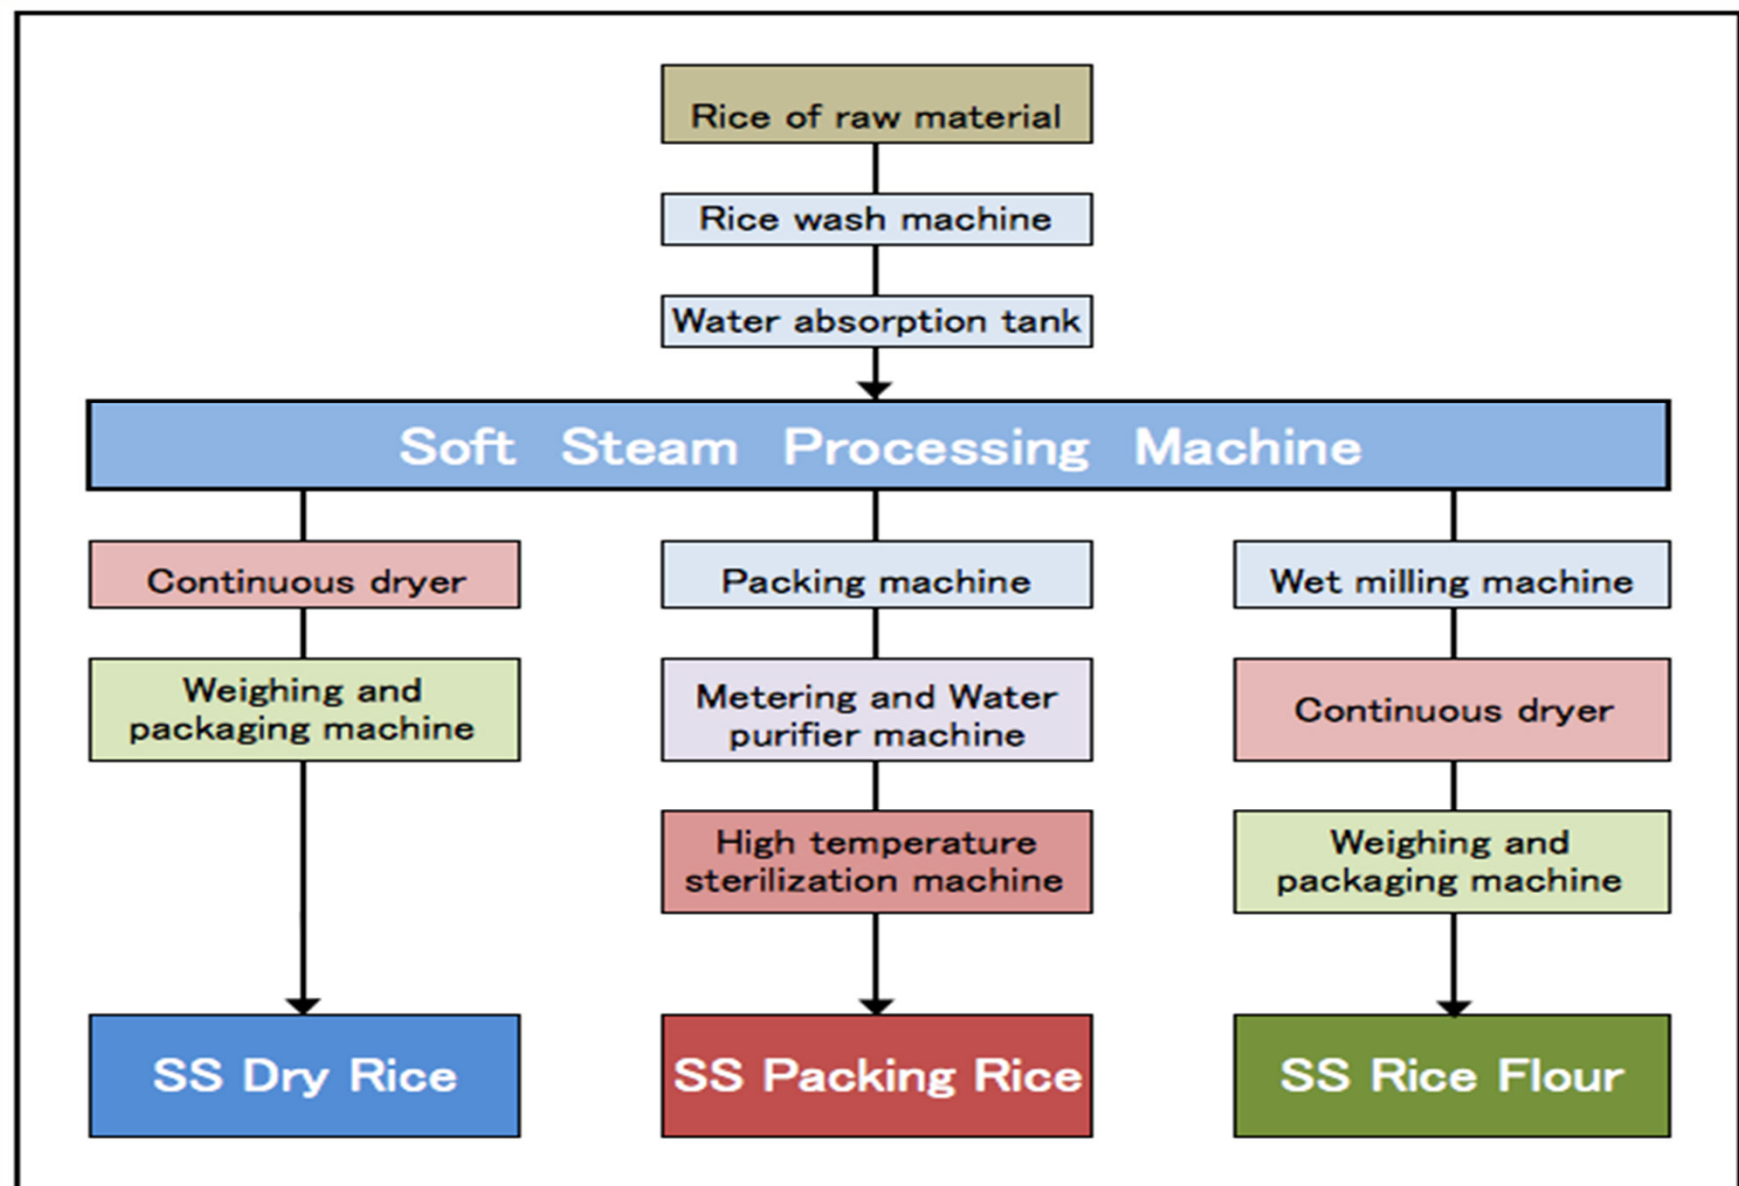 Rice of raw material
Rice wash machine
Water absorption tank
Soft Steam Processing Machine
Continuous dryer
Weighing and
packaging machine
SS Dry Rice
Packing machine
Metering and Water
purifier machine
High temperature
sterilization machine
SS Packing Rice
Wet milling machine
Continuous dryer
Weighing and
packaging machine
SS Rice Flour